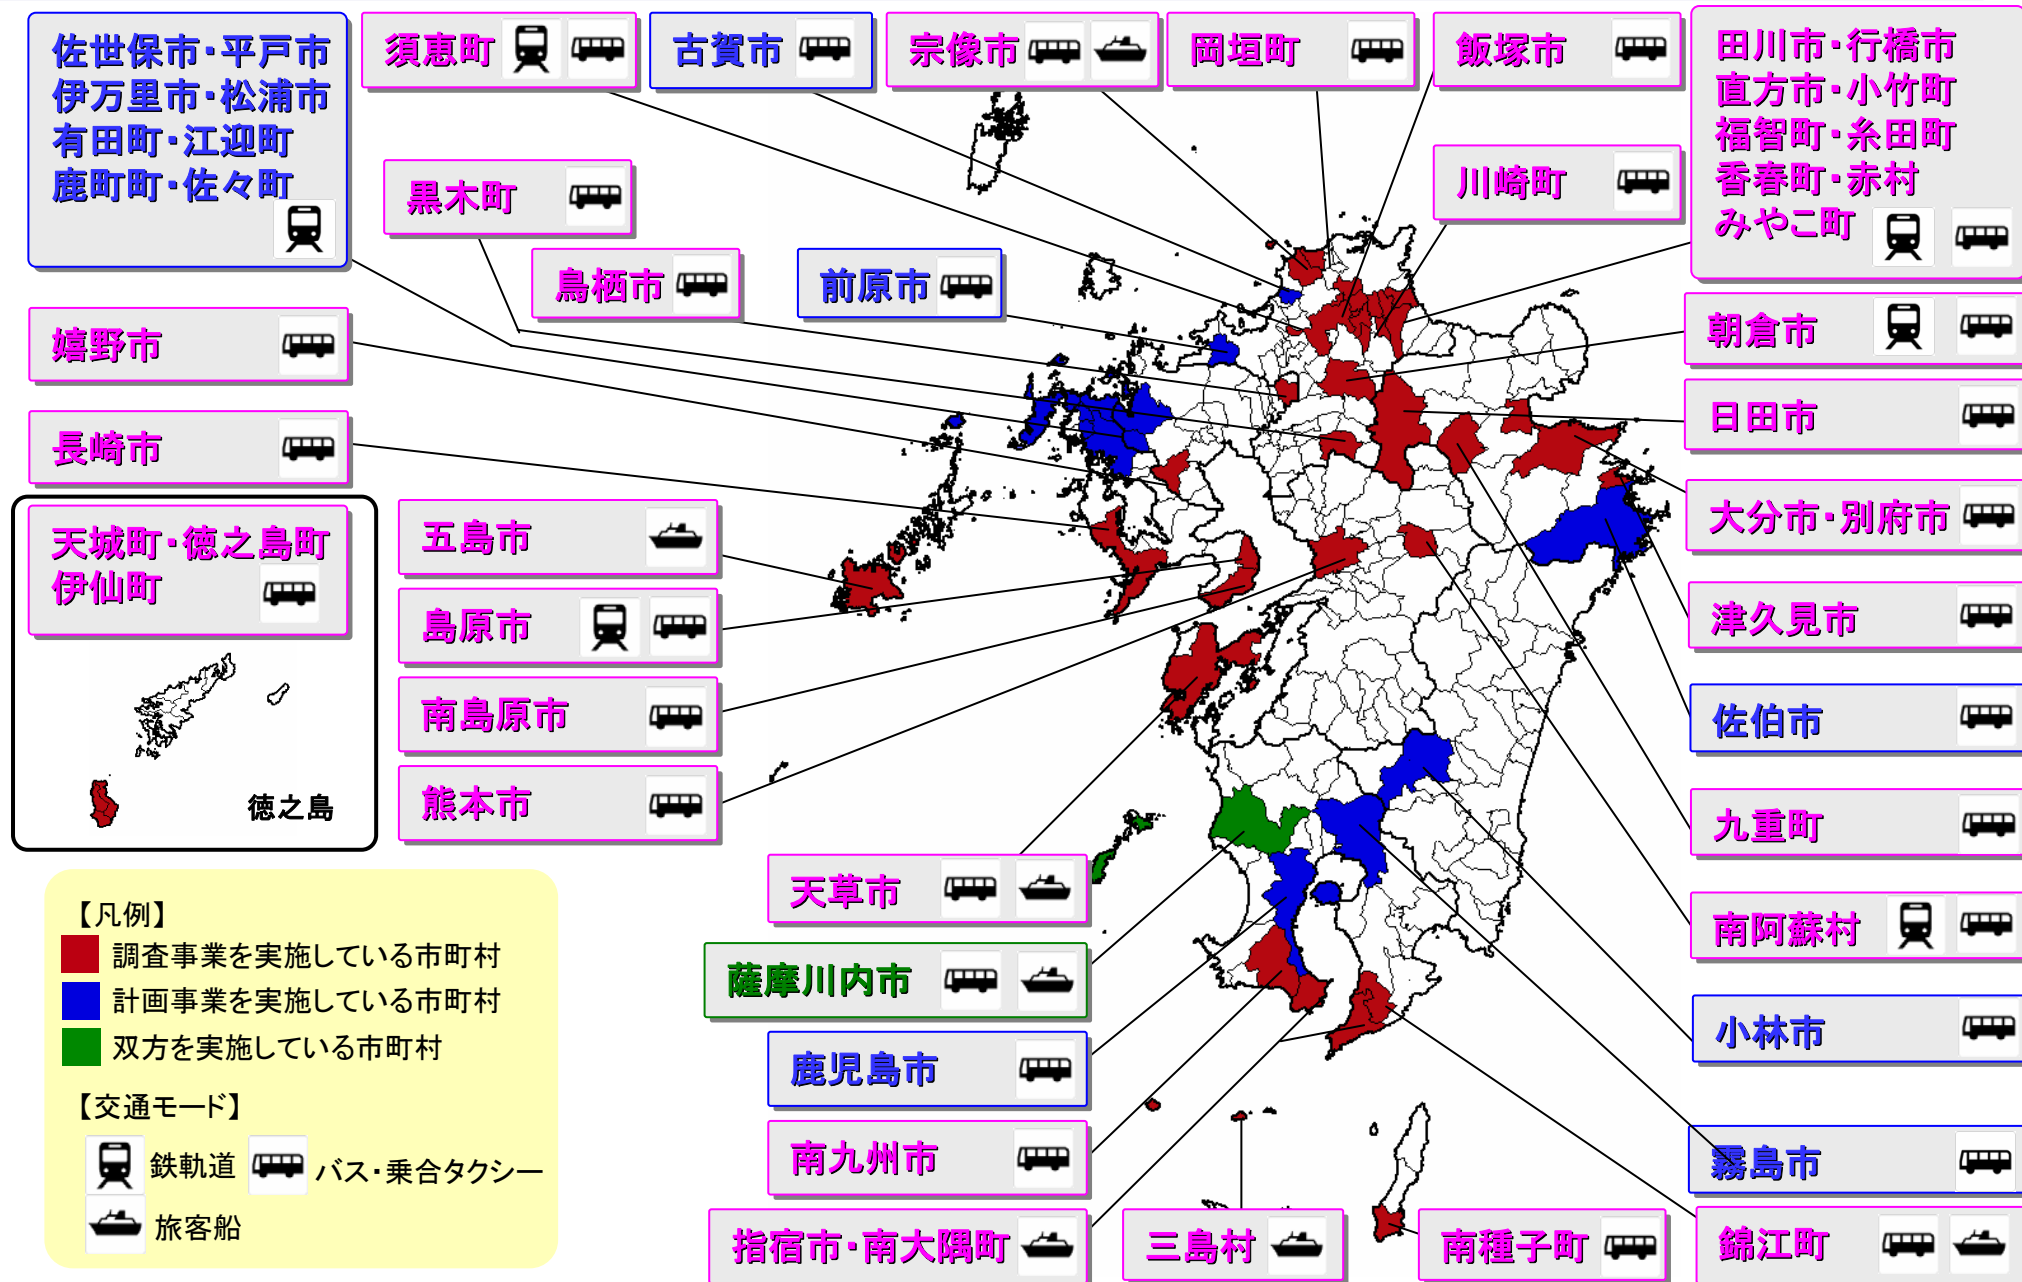 佐世保市・平戸市
伊万里市・松浦市
有田町・江迎町
鹿町町・佐々町
須恵町
古賀市
宗像市
岡垣町
飯塚市
田川市・行橋市
直方市・小竹町
福智町・糸田町
香春町・赤村
みやこ町
黒木町
川崎町
鳥栖市
前原市
嬉野市
朝倉市
長崎市
日田市
天城町・徳之島町
伊仙町
徳之島
五島市
大分市・別府市
島原市
津久見市
南島原市
佐伯市
熊本市
九重町
天草市
南阿蘇村
薩摩川内市
小林市
鹿児島市
南九州市
霧島市
指宿市・南大隅町
三島村
南種子町
錦江町
【凡例】
調査事業を実施している市町村
計画事業を実施している市町村
双方を実施している市町村
【交通モード】
鉄軌道
バス・乗合タクシー
旅客船